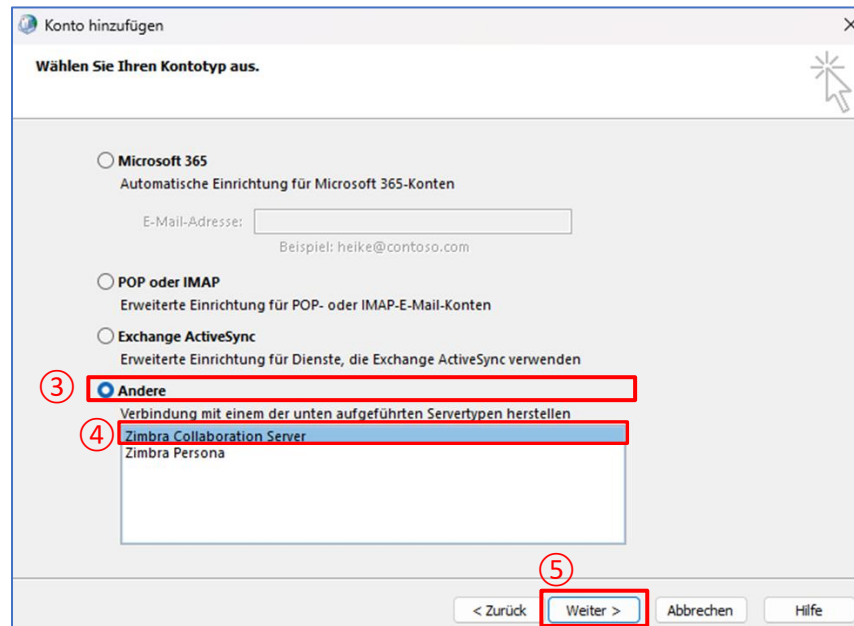 Konto hinzufügen
Wählen Sie Ihren Kontotyp aus.
Microsoft 365
Automatische Einrichtung für Microsoft 365-Konten
E-Mail-Adresse:
Beispiel: heike@contoso.com
POP oder IMAP
Erweiterte Einrichtung für POP- oder IMAP-E-Mail-Konten
Exchange ActiveSync
Erweiterte Einrichtung für Dienste, die Exchange ActiveSync verwenden
③ Andere
Verbindung mit einem der unten aufgeführten Servertypen herstellen
④ Zimbra Collaboration Server
Zimbra Persona
⑤
< Zurück Weiter > Abbrechen Hilfe